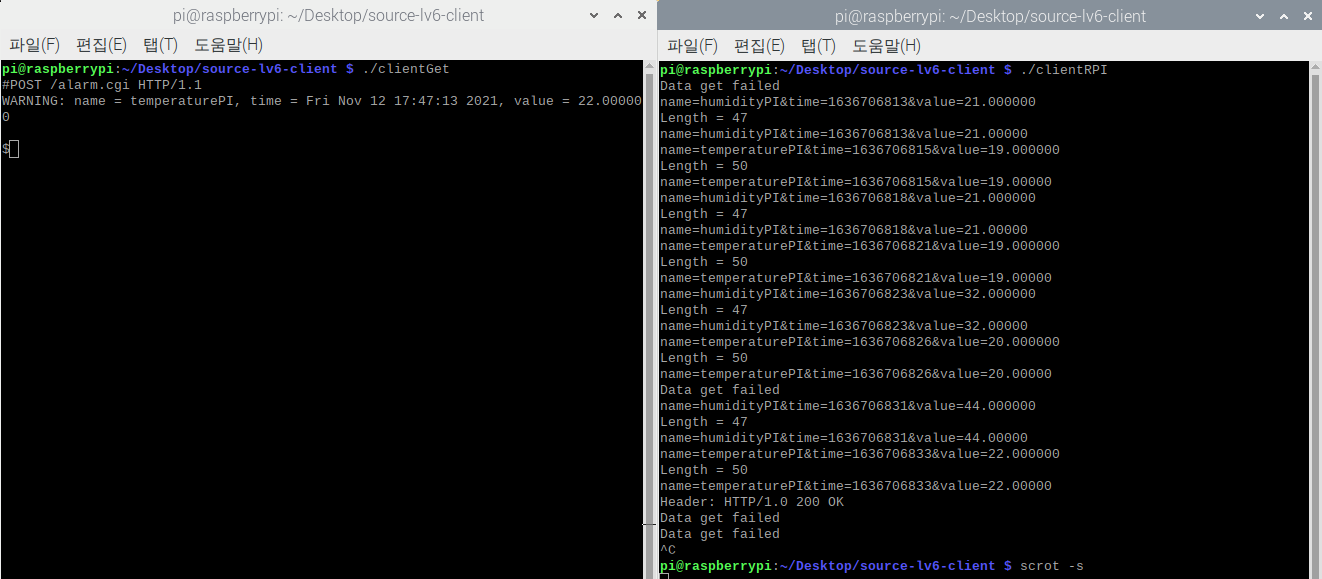 pi@raspberrypi: ~/Desktop/source-lv6-client
파일(F) 편집(E) 탭(T) 도움말(H)
pi@raspberrypi:~/Desktop/source-lv6-client $ ./clientGet
#POST /alarm.cgi HTTP/1.1
WARNING: name = temperaturePI, time = Fri Nov 12 17:47:13 2021, value = 22.00000
0
$
pi@raspberrypi: ~/Desktop/source-lv6-client
파일(F) 편집(E) 탭(T) 도움말(H)
pi@raspberrypi:~/Desktop/source-lv6-client $ ./clientRPI
Data get failed
name=humidityPI&time=1636706813&value=21.000000
Length = 47
name=humidityPI&time=1636706813&value=21.00000
name=temperaturePI&time=1636706815&value=19.000000
Length = 50
name=temperaturePI&time=1636706815&value=19.00000
name=humidityPI&time=1636706818&value=21.000000
Length = 47
name=humidityPI&time=1636706818&value=21.00000
name=temperaturePI&time=1636706821&value=19.000000
Length = 50
name=temperaturePI&time=1636706821&value=19.00000
name=humidityPI&time=1636706823&value=32.000000
Length = 47
name=humidityPI&time=1636706823&value=32.00000
name=temperaturePI&time=1636706826&value=20.000000
Length = 50
name=temperaturePI&time=1636706826&value=20.00000
Data get failed
name=humidityPI&time=1636706831&value=44.000000
Length = 47
name=humidityPI&time=1636706831&value=44.00000
name=temperaturePI&time=1636706833&value=22.000000
Length = 50
name=temperaturePI&time=1636706833&value=22.00000
Header: HTTP/1.0 200 OK
Data get failed
Data get failed
^C
pi@raspberrypi:~/Desktop/source-lv6-client $ scrot -s